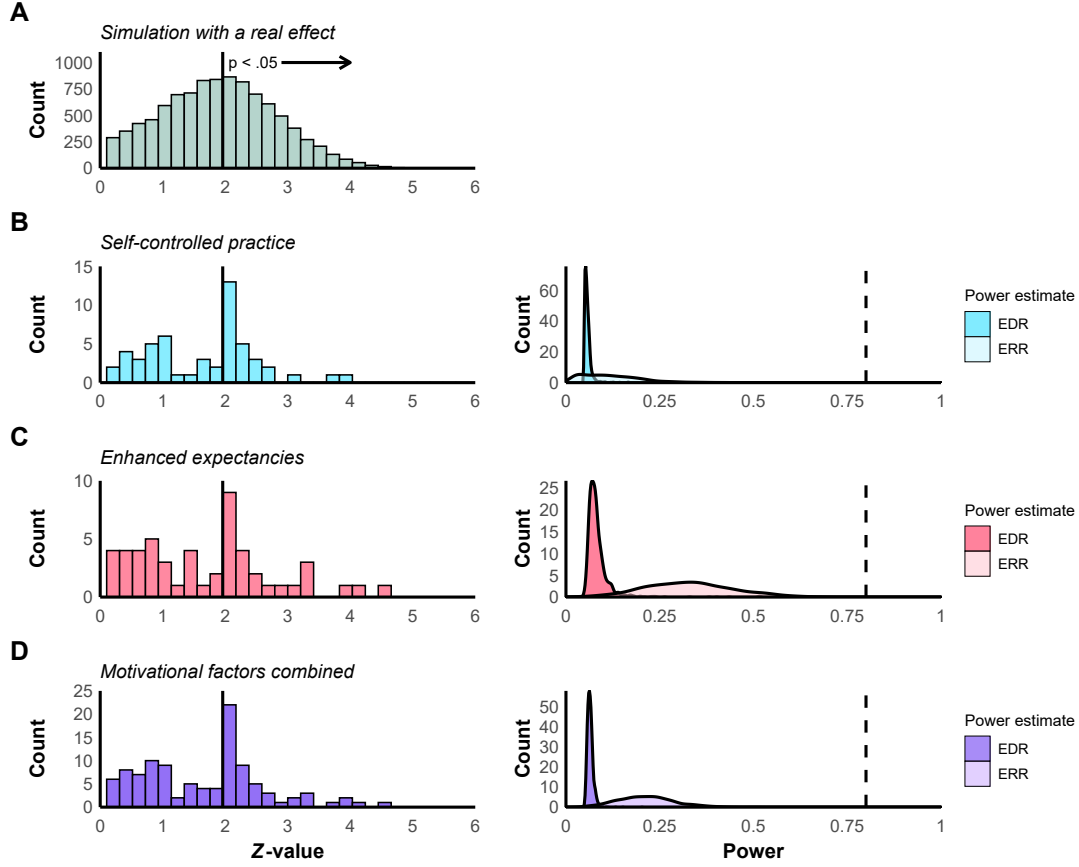 A
Simulation with a real effect
Count
1000
750
500
250
0
p < .05
0 1 2 3 4 5 6
B
Self-controlled practice
Count
15
10
5
0
0 1 2 3 4 5 6
Count
60
40
20
0
0 0.25 0.5 0.75 1
Power estimate
EDR
ERR
C
Enhanced expectancies
Count
10
5
0
0 1 2 3 4 5 6
Count
25
20
15
10
5
0
0 0.25 0.5 0.75 1
Power estimate
EDR
ERR
D
Motivational factors combined
Count
25
20
15
10
5
0
0 1 2 3 4 5 6
Z-value
Count
50
40
30
20
10
0
0 0.25 0.5 0.75 1
Power
Power estimate
EDR
ERR